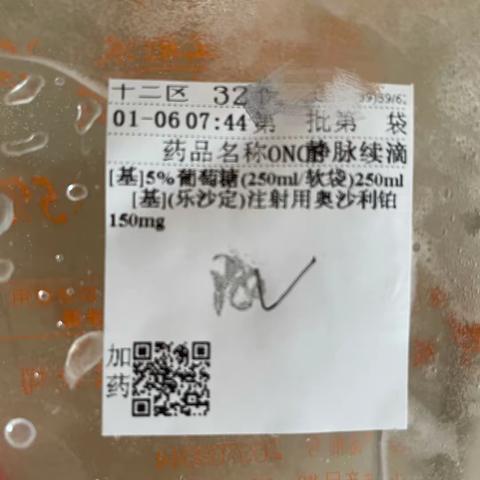 十二区 32
01-06 07:44 第 批第 袋
药品名称ONC静脉续滴
[基]5%葡萄糖(250ml/软袋)250ml
[基](乐沙定)注射用奥沙利铂
150mg
加
药